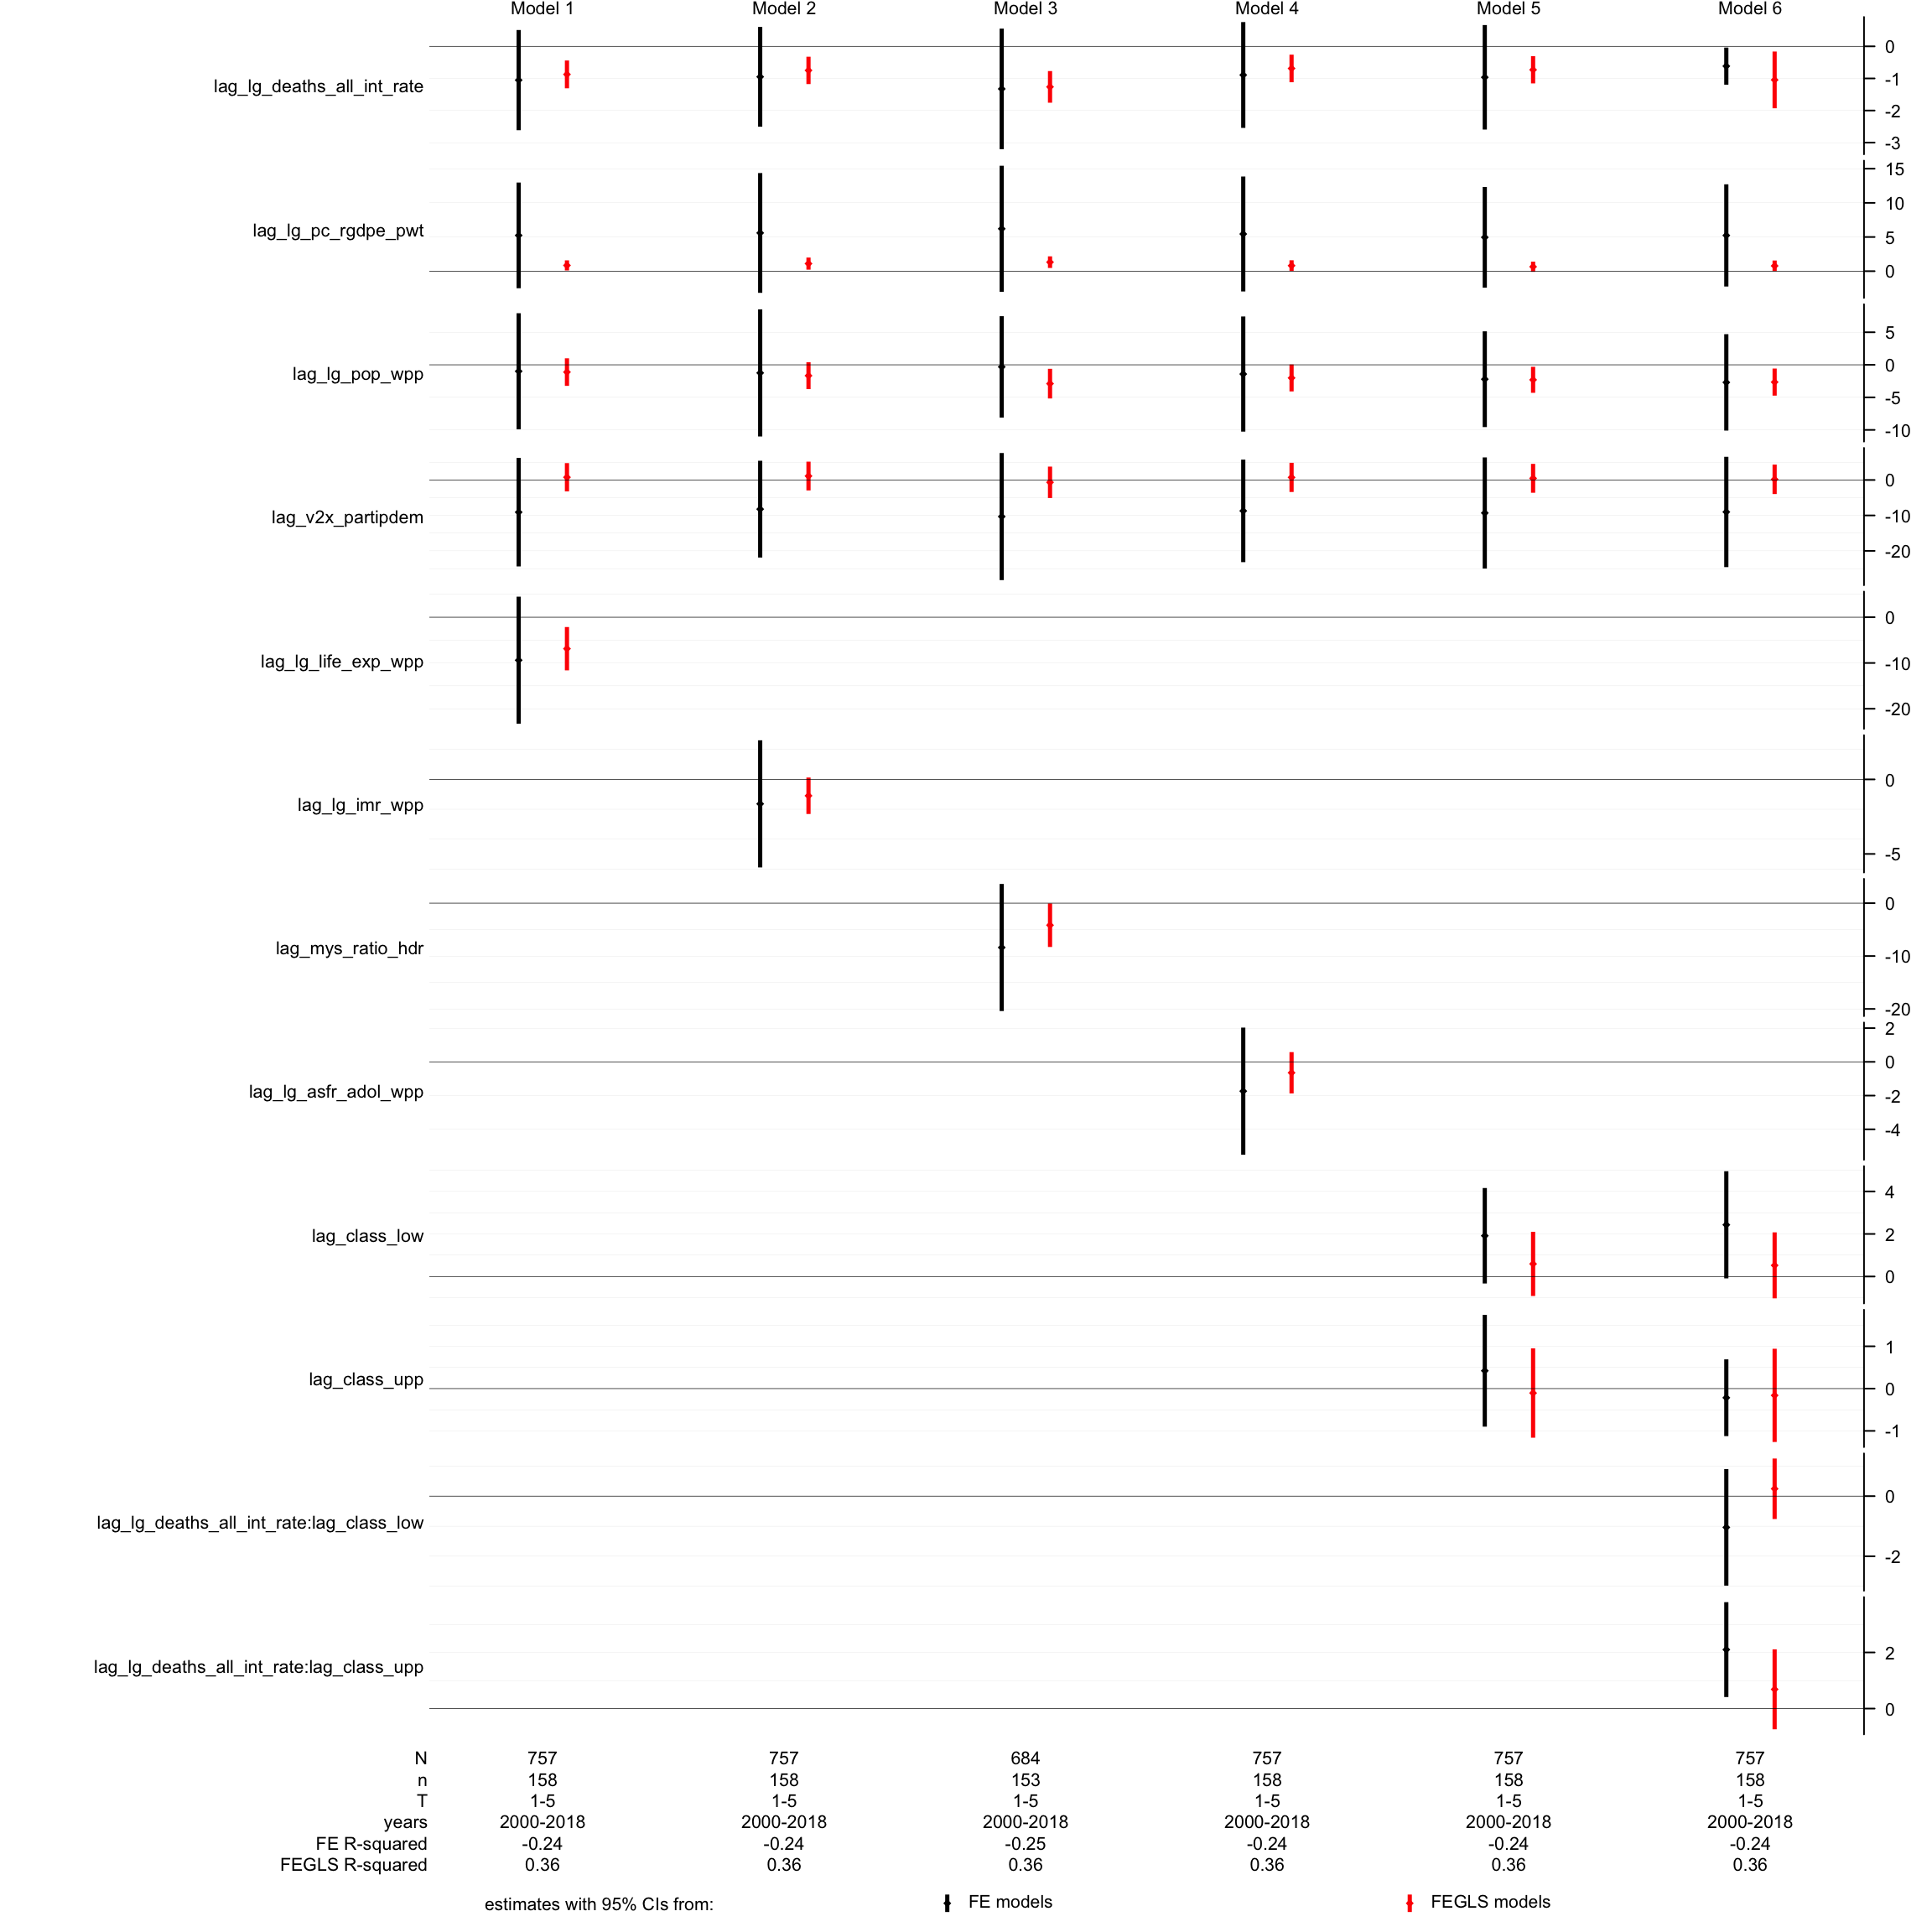 Model 1 Model 2 Model 3 Model 4 Model 5 Model 6
lag_lg_deaths_all_int_rate
0
-1
-2
-3
lag_lg_pc_rgdpe_pwt
15
10
5
0
lag_lg_pop_wpp
5
0
-5
-10
lag_v2x_partipdem
0
-10
-20
lag_lg_life_exp_wpp
0
-10
-20
lag_lg_imr_wpp
0
-5
lag_mys_ratio_hdr
0
-10
-20
lag_lg_asfr_adol_wpp
2
0
-2
-4
lag_class_low
4
2
0
lag_class_upp
1
0
-1
lag_lg_deaths_all_int_rate:lag_class_low
0
-2
lag_lg_deaths_all_int_rate:lag_class_upp
2
0
N 757 757 684 757 757 757
n 158 158 153 158 158 158
T 1-5 1-5 1-5 1-5 1-5 1-5
years 2000-2018 2000-2018 2000-2018 2000-2018 2000-2018 2000-2018
FE R-squared -0.24 -0.24 -0.25 -0.24 -0.24 -0.24
FEGLS R-squared 0.36 0.36 0.36 0.36 0.36 0.36
estimates with 95% CIs from: FE models FEGLS models